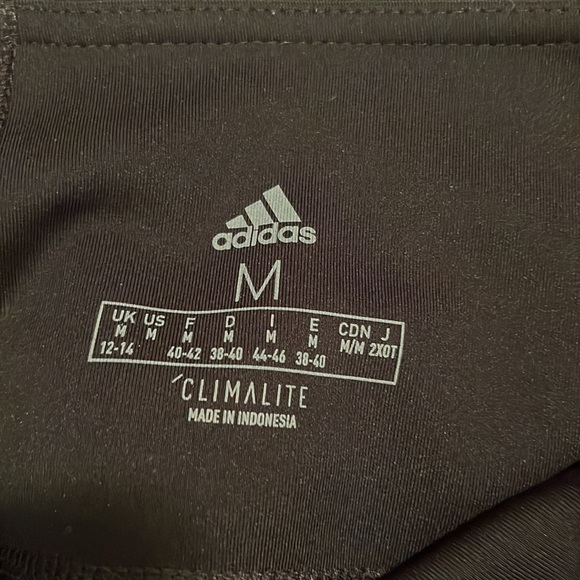 adidas
M
UK US F D I E CDN J
M M M M M M M/M 2XOT
12-14 40-42 38-40 44-46 38-40
CLIMALITE
MADE IN INDONESIA